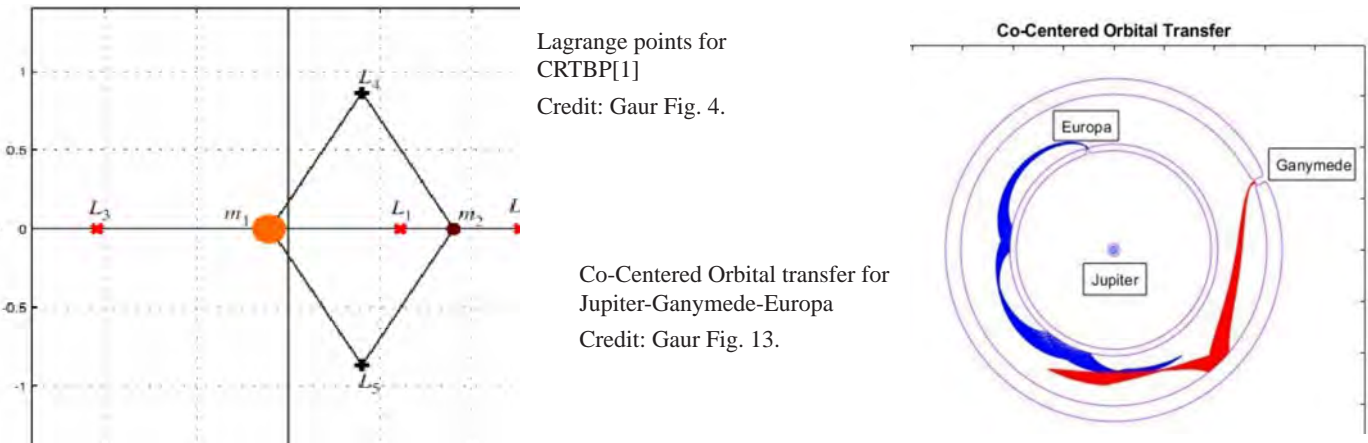 1
0.5
0
-0.5
-1
L4
L3
m1
L1
m2
L
L5
Lagrange points for
CRTBP[1]
Credit: Gaur Fig. 4.
Co-Centered Orbital transfer for
Jupiter-Ganymede-Europa
Credit: Gaur Fig. 13.
Co-Centered Orbital Transfer
Europa
Ganymede
Jupiter